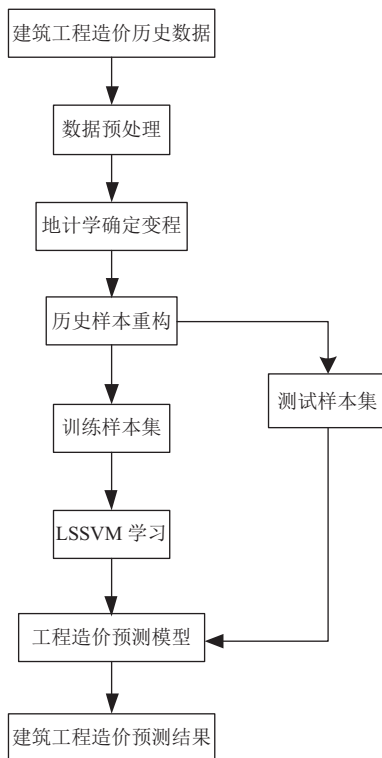 建筑工程造价历史数据
数据预处理
地计学确定变程
历史样本重构
测试样本集
训练样本集
LSSVM 学习
工程造价预测模型
建筑工程造价预测结果